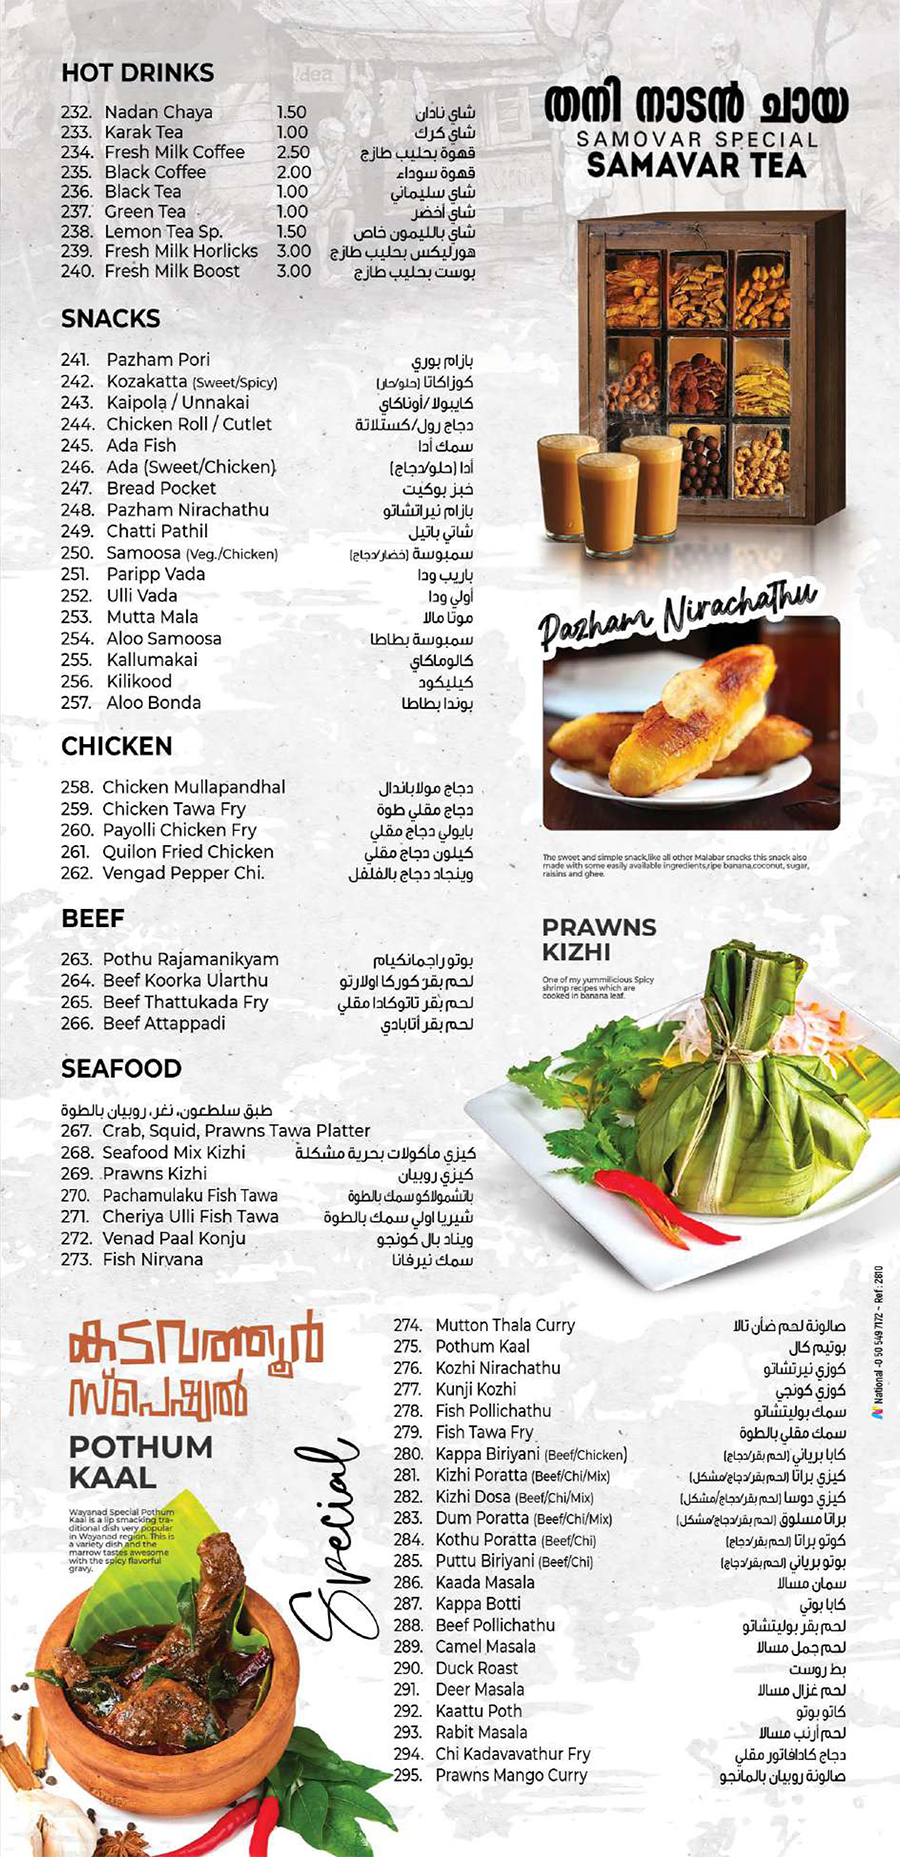 HOT DRINKS
232. Nadan Chaya 1.50 شاي نادان
233. Karak Tea 1.00 شاي كرك
234. Fresh Milk Coffee 2.50 قهوة بحليب طازج
235. Black Coffee 2.00 قهوة سوداء
236. Black Tea 1.00 شاي سليماني
237. Green Tea 1.00 شاي أخضر
238. Lemon Tea Sp. 1.50 شاي بالليمون خاص
239. Fresh Milk Horlicks 3.00 هورليكس بحليب طازج
240. Fresh Milk Boost 3.00 بوست بحليب طازج
SNACKS
241. Pazham Pori بازام بوري
242. Kozakatta (Sweet/Spicy) كوزاكاتا (حلو/حار)
243. Kaipola / Unnakai كايبولا/أوناكاي
244. Chicken Roll / Cutlet دجاج رول/كستلاتة
245. Ada Fish سمك أدا
246. Ada (Sweet/Chicken) أدا (حلو/دجاج)
247. Bread Pocket خبز بوكيت
248. Pazham Nirachathu بازام نيراتشاتو
249. Chatti Pathil شاتي باتيل
250. Samoosa (Veg./Chicken) سمبوسة (خضار/دجاج)
251. Paripp Vada باريب ودا
252. Ulli Vada أولي ودا
253. Mutta Mala موتا مالا
254. Aloo Samoosa سمبوسة بطاطا
255. Kallumakai كالوماكاي
256. Kilikood كيليكود
257. Aloo Bonda بوندا بطاطا
CHICKEN
258. Chicken Mullapandhal دجاج مولاباندال
259. Chicken Tawa Fry دجاج مقلي طوة
260. Payolli Chicken Fry بايولي دجاج مقلي
261. Quilon Fried Chicken كيلون دجاج مقلي
262. Vengad Pepper Chi. وينجاد دجاج بالفلفل
BEEF
263. Pothu Rajamanikyam بوتو راجمانكيام
264. Beef Koorka Ularthu لحم بقر كوركا اولارتو
265. Beef Thattukada Fry لحم بقر تاتوكادا مقلي
266. Beef Attappadi لحم بقر أتابادي
SEAFOOD
طبق سلطعون، نغر، روبيان بالطوة
267. Crab, Squid, Prawns Tawa Platter
268. Seafood Mix Kizhi كيزي مأكولات بحرية مشكلة
269. Prawns Kizhi كيزي روبيان
270. Pachamulaku Fish Tawa باتشمولاكو سمك بالطوة
271. Cheriya Ulli Fish Tawa شيريا اولي سمك بالطوة
272. Venad Paal Konju ويناد بال كونجو
273. Fish Nirvana سمك نيرفانا
തനി നാടൻ ചായ
SAMOVAR SPECIAL
SAMAVAR TEA
Pazham Nirachathu
The sweet and simple snack,like all other Malabar snacks this snack also
made with some easily available ingredients,ripe banana,coconut, sugar,
raisins and ghee.
PRAWNS
KIZHI
One of my yummilicious Spicy
shrimp recipes which are
cooked in banana leaf.
National -0 50 549 7172 - Ref : 2810
കടവത്തൂർ
സ്പെഷ്യൽ
POTHUM
KAAL
Wayanad Special Pothum
Kaal is a lip smacking tra-
ditional dish very popular
in Wayanad region. This is
a variety dish and the
marrow tastes awesome
with the spicy flavorful
gravy.
Special
274. Mutton Thala Curry صالونة لحم ضأن تالا
275. Pothum Kaal بوتيم كال
276. Kozhi Nirachathu كوزي نيرتشاتو
277. Kunji Kozhi كوزي كونجي
278. Fish Pollichathu سمك بوليتشاتو
279. Fish Tawa Fry سمك مقلي بالطوة
280. Kappa Biriyani (Beef/Chicken) كابا برياني (لحم بقر/دجاج)
281. Kizhi Poratta (Beef/Chi/Mix) كيزي براتا (لحم بقر/دجاج/مشكل)
282. Kizhi Dosa (Beef/Chi/Mix) كيزي دوسا (لحم بقر/دجاج/مشكل)
283. Dum Poratta (Beef/Chi/Mix) براتا مسلوق (لحم بقر/دجاج/مشكل)
284. Kothu Poratta (Beef/Chi) كوتو براتا (لحم بقر/دجاج)
285. Puttu Biriyani (Beef/Chi) بوتو برياني (لحم بقر/دجاج)
286. Kaada Masala سمان مسالا
287. Kappa Botti كابا بوتي
288. Beef Pollichathu لحم بقر بوليتشاتو
289. Camel Masala لحم جمل مسالا
290. Duck Roast بط روست
291. Deer Masala لحم غزال مسالا
292. Kaattu Poth كاتو بوتو
293. Rabit Masala لحم أرنب مسالا
294. Chi Kadavavathur Fry دجاج كادافاتور مقلي
295. Prawns Mango Curry صالونة روبيان بالمانجو